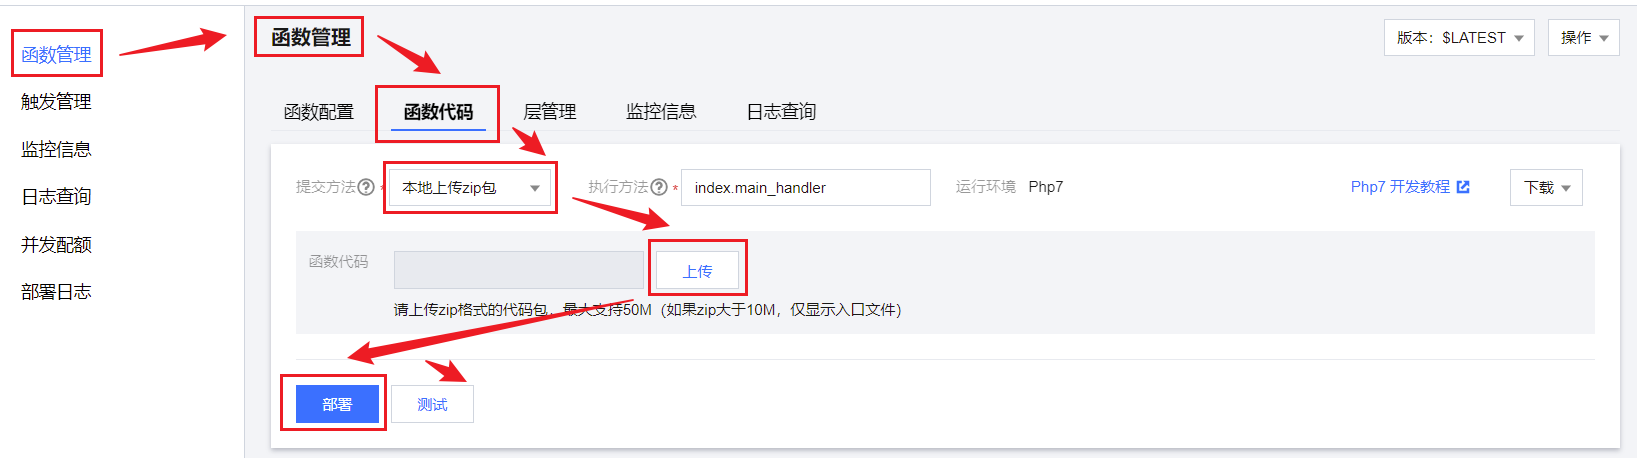 函数管理
触发管理
监控信息
日志查询
并发配额
部署日志
函数管理
版本：$LATEST
操作
函数配置 函数代码 层管理 监控信息 日志查询
提交方法 * 本地上传zip包 执行方法 * index.main_handler 运行环境 Php7 Php7 开发教程 下载
函数代码 上传
请上传zip格式的代码包，最大支持50M（如果zip大于10M，仅显示入口文件）
部署 测试